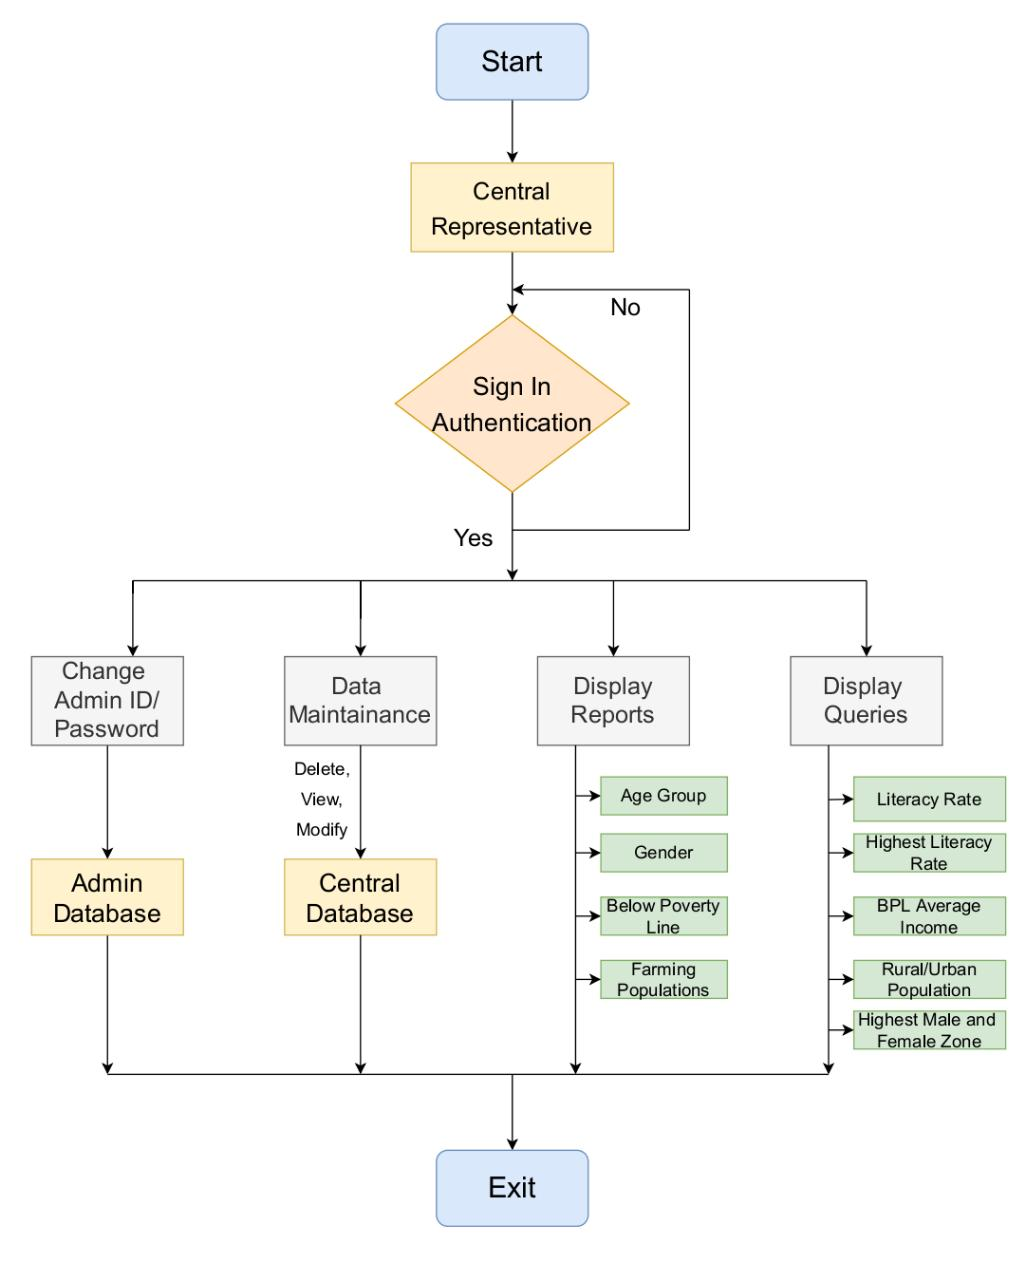 Start
Central
Representative
No
Sign In
Authentication
Yes
Change
Admin ID/
Password
Data
Maintainance
Display
Reports
Display
Queries
Delete,
View,
Modify
Age Group
Gender
Below Poverty
Line
Farming
Populations
Literacy Rate
Highest Literacy
Rate
BPL Average
Income
Rural/Urban
Population
Highest Male and
Female Zone
Admin
Database
Central
Database
Exit